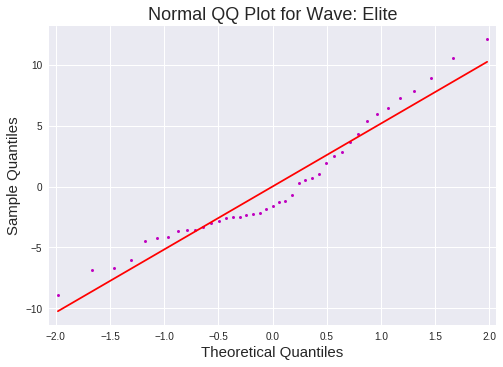 Normal QQ Plot for Wave: Elite
10
5
0
−5
−10
Sample Quantiles
−2.0 −1.5 −1.0 −0.5 0.0 0.5 1.0 1.5 2.0
Theoretical Quantiles